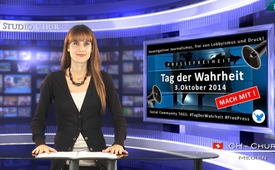 STUDIO CHUR
Investigativer Journalismus, frei von Lobbyismus und Druck!
PRESSEFREIHEIT
Tag der Wahrheit
3.Oktober 2014
MACH MIT !
Social Community TAGS: #TagDerWahrheit #FreePress
CH - CHUR